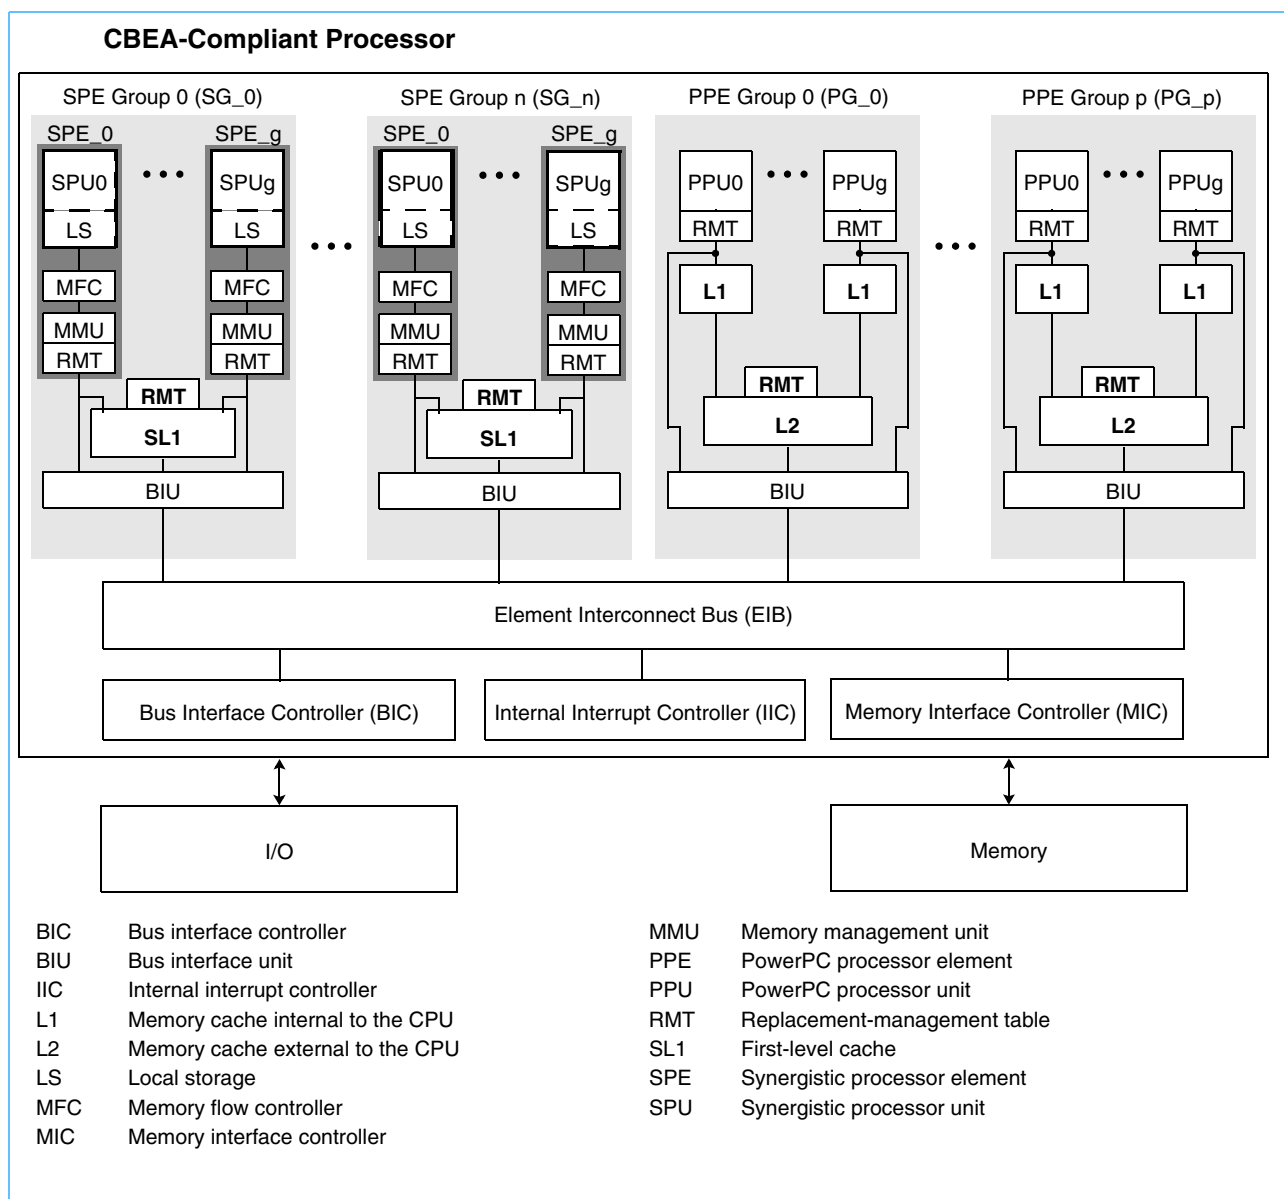 CBEA-Compliant Processor
SPE Group 0 (SG_0)
SPE Group n (SG_n)
PPE Group 0 (PG_0)
PPE Group p (PG_p)
SPE_0
SPE_g
SPE_0
SPE_g
SPU0
SPUg
SPU0
SPUg
PPU0
PPUg
PPU0
PPUg
LS
LS
LS
LS
RMT
RMT
RMT
RMT
MFC
MFC
MFC
MFC
L1
L1
L1
L1
MMU
MMU
MMU
MMU
RMT
RMT
RMT
RMT
RMT
RMT
RMT
RMT
SL1
SL1
L2
L2
BIU
BIU
BIU
BIU
Element Interconnect Bus (EIB)
Bus Interface Controller (BIC)
Internal Interrupt Controller (IIC)
Memory Interface Controller (MIC)
I/O
Memory
BIC Bus interface controller
BIU Bus interface unit
IIC Internal interrupt controller
L1 Memory cache internal to the CPU
L2 Memory cache external to the CPU
LS Local storage
MFC Memory flow controller
MIC Memory interface controller
MMU Memory management unit
PPE PowerPC processor element
PPU PowerPC processor unit
RMT Replacement-management table
SL1 First-level cache
SPE Synergistic processor element
SPU Synergistic processor unit